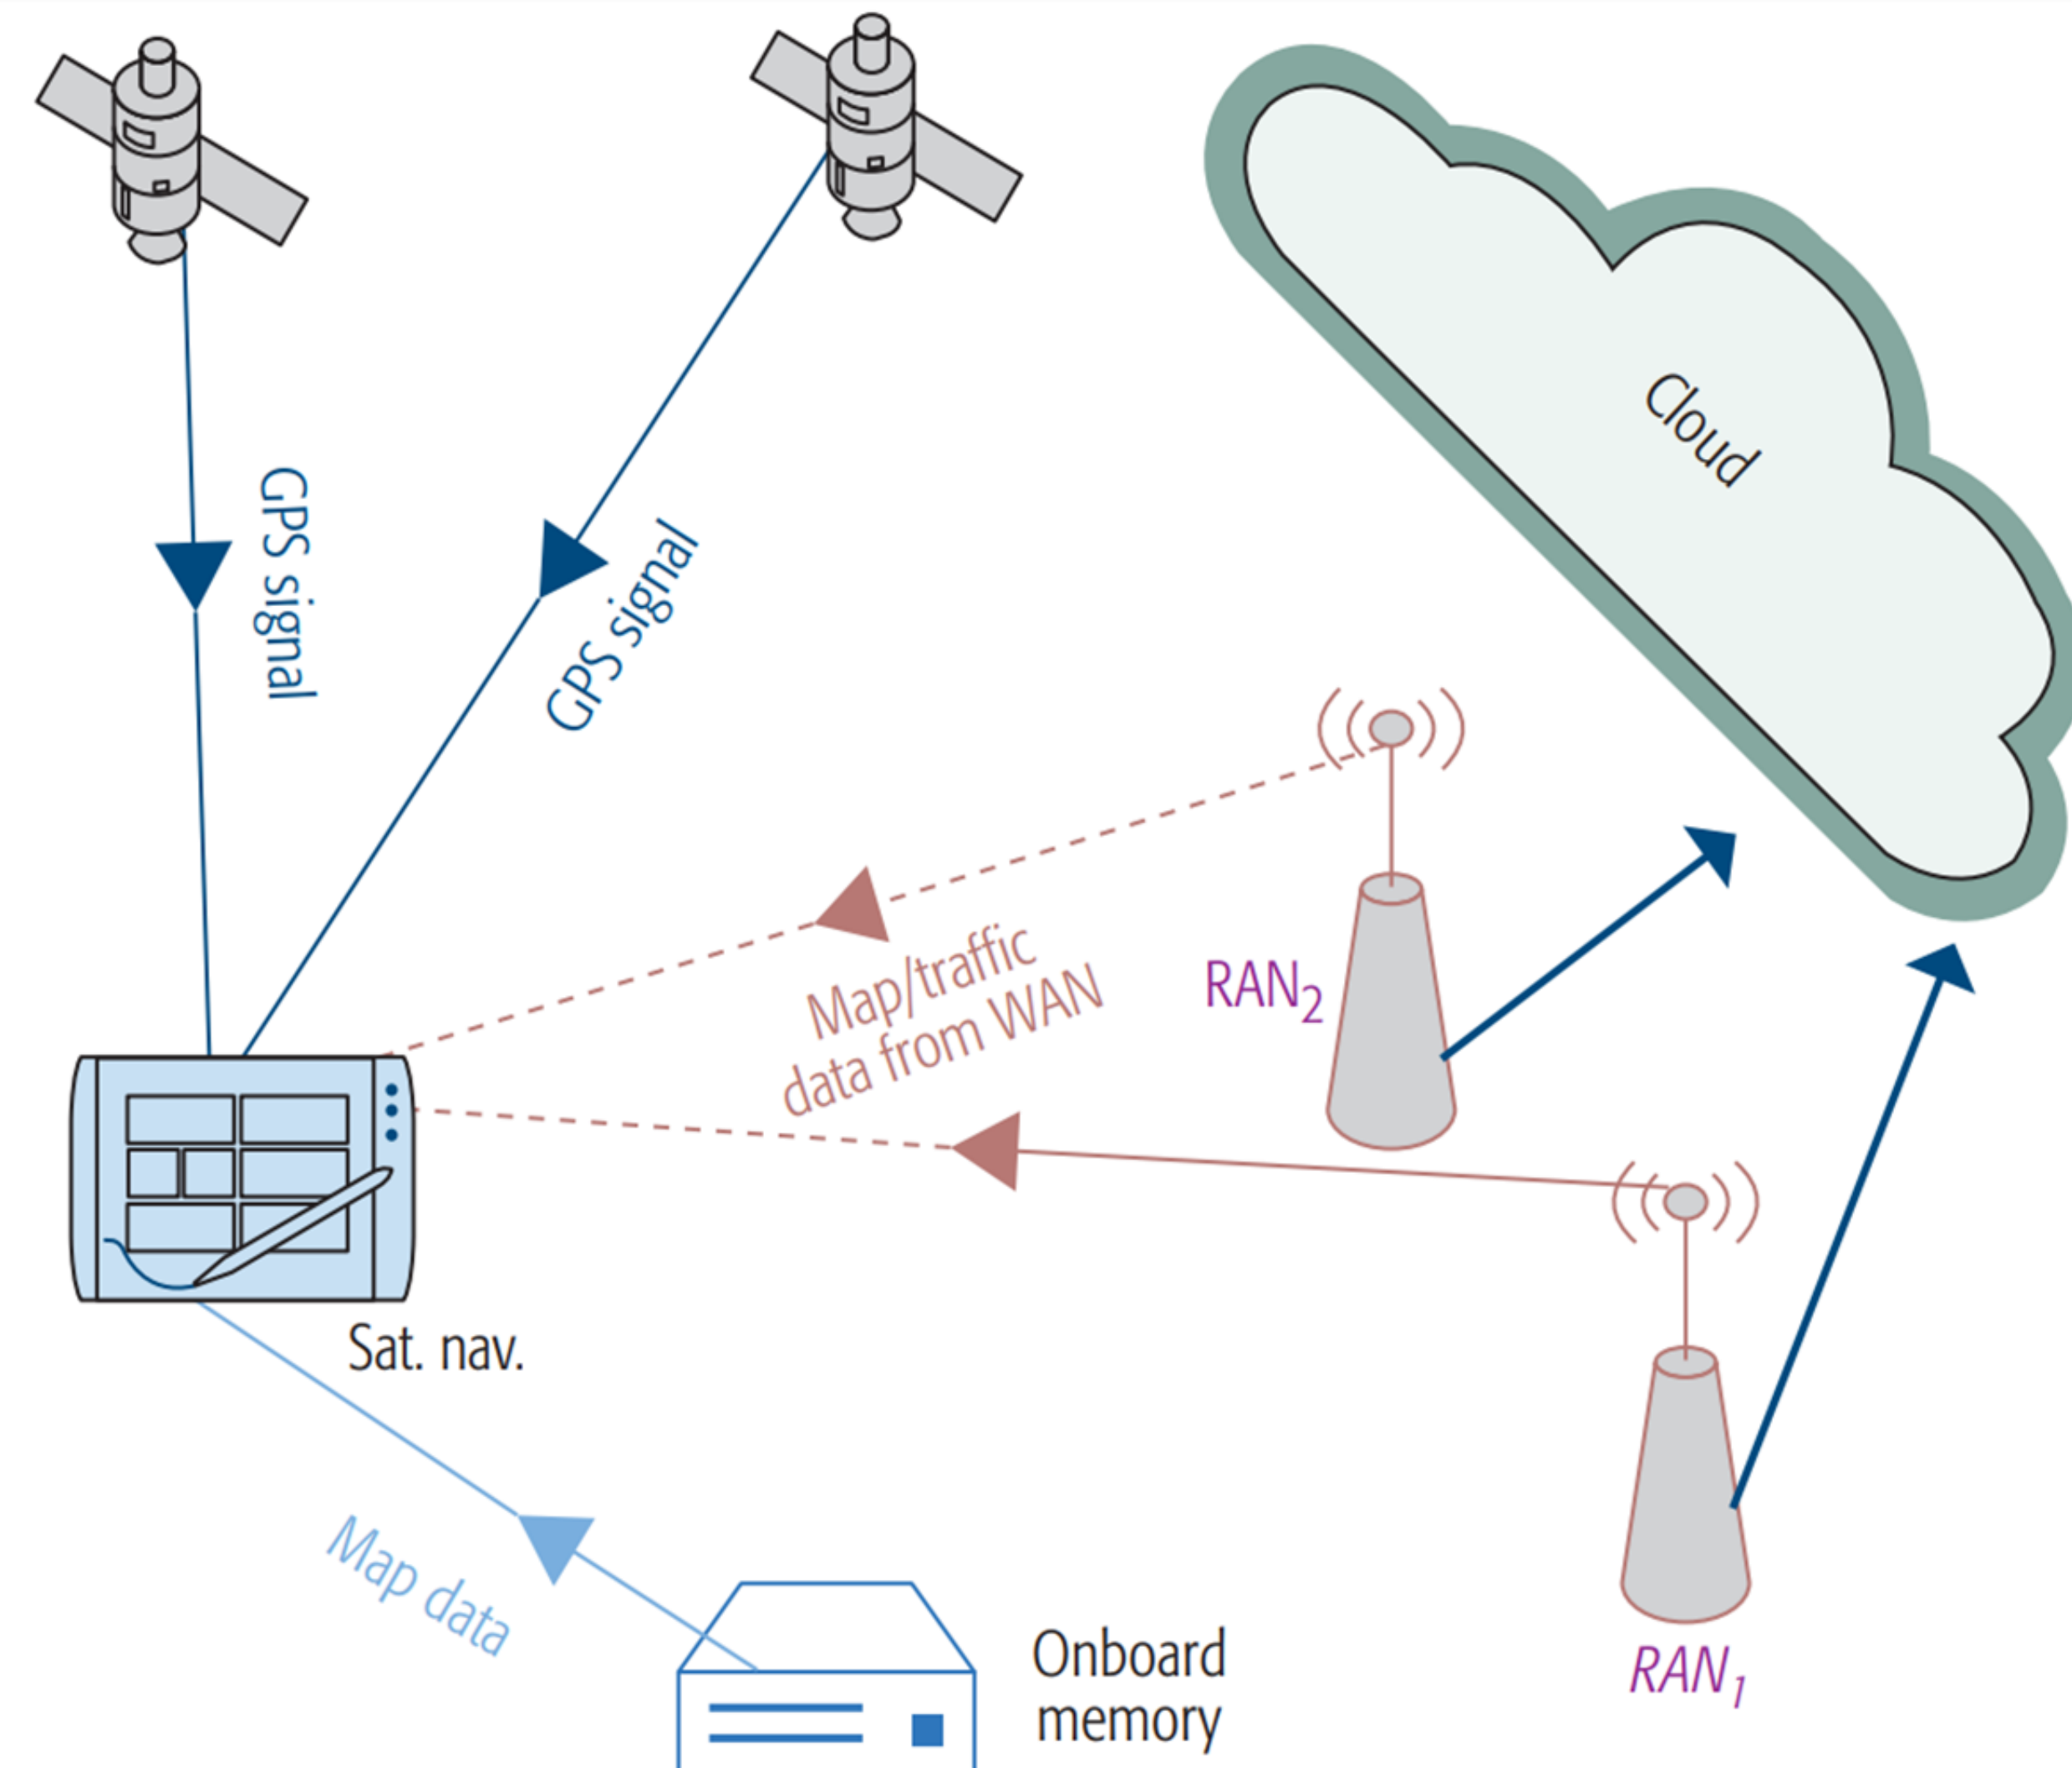 Cloud
GPS signal
GPS signal
Map/traffic
data from WAN
RAN2
Sat. nav.
Map data
Onboard
memory
RAN1